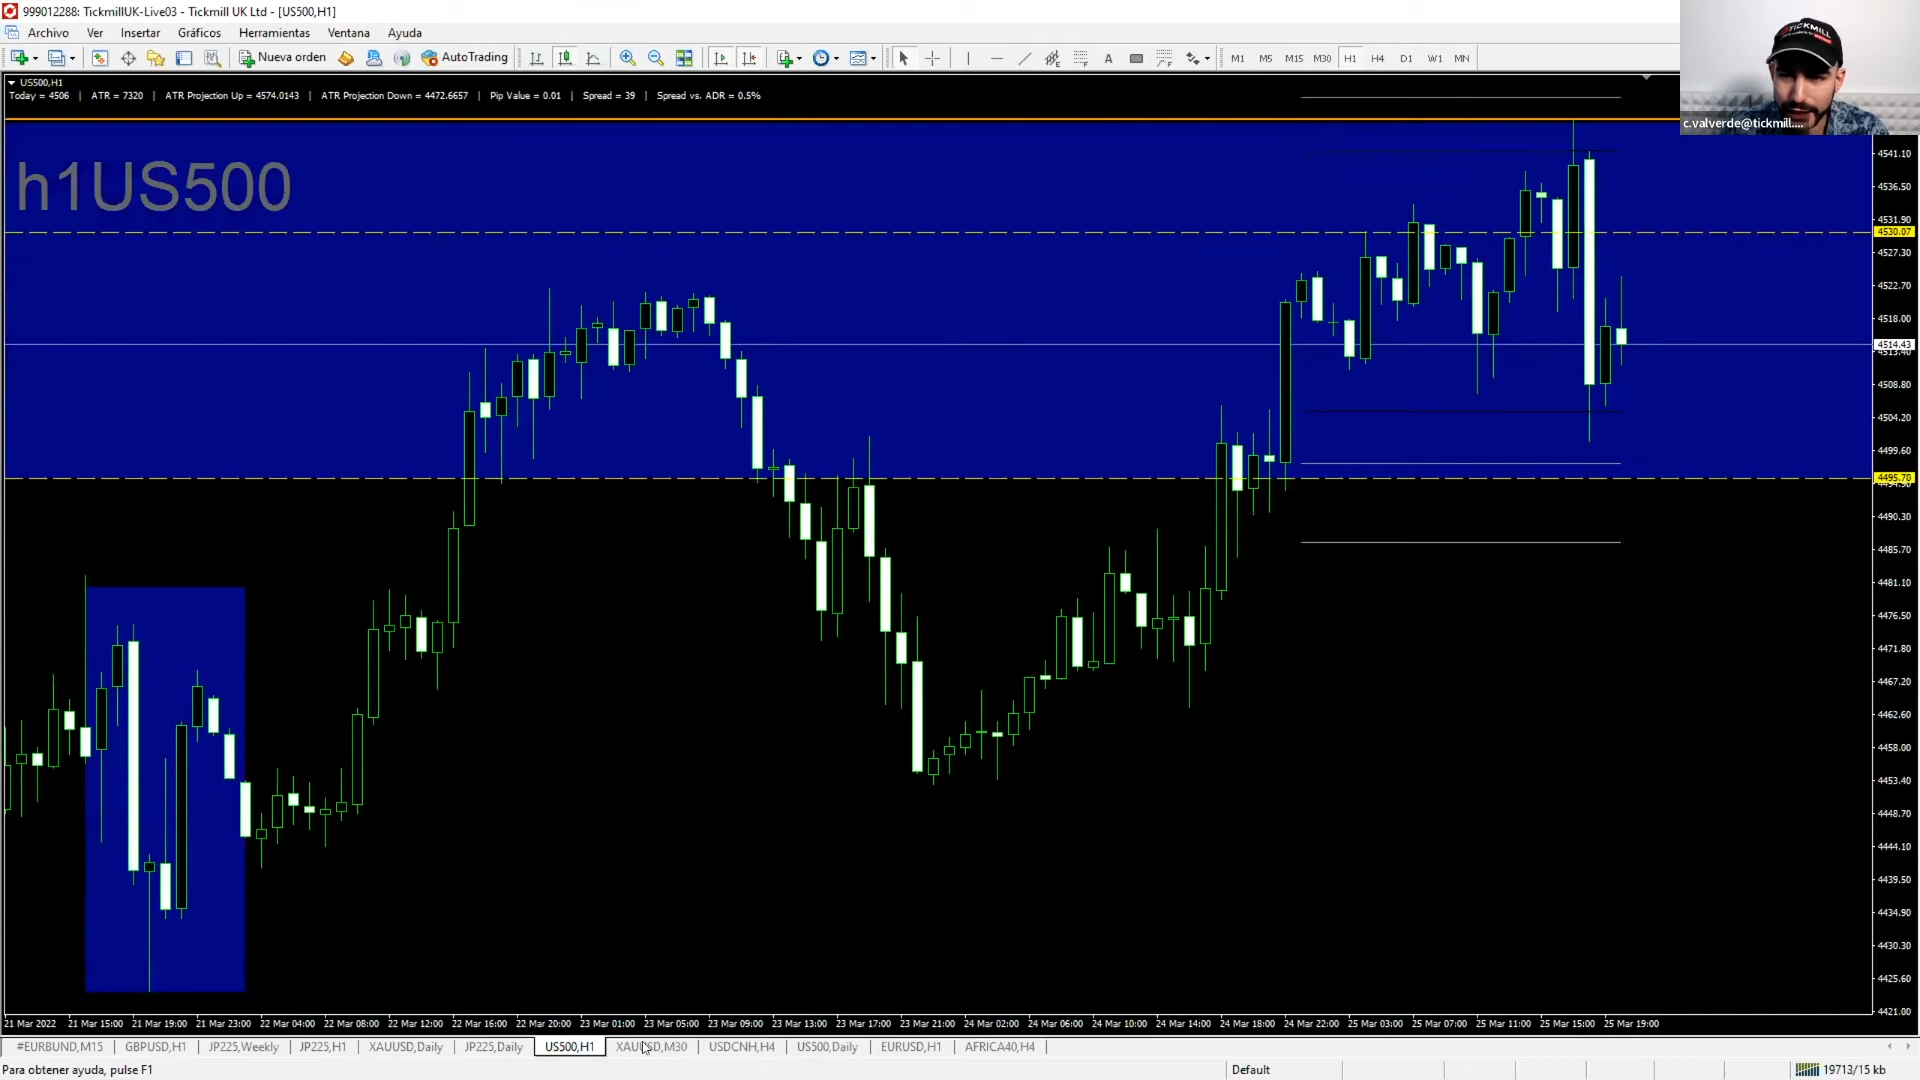 999012288: TickmillUK-Live03 - Tickmill UK Ltd - [US500,H1]
Archivo Ver Insertar Gráficos Herramientas Ventana Ayuda
Nueva orden AutoTrading A M1 M5 M15 M30 H1 H4 D1 W1 MN
TICKMILL
c.valverde@tickmill....
US500,H1
Today = 4506 | ATR = 7320 | ATR Projection Up = 4574.0143 | ATR Projection Down = 4472.6657 | Pip Value = 0.01 | Spread = 39 | Spread vs. ADR = 0.5%
h1US500
4541.10
4536.50
4531.90
4530.07
4527.30
4522.70
4518.00
4514.43
4513.40
4508.80
4504.20
4499.60
4495.70
4490.30
4485.70
4481.10
4476.50
4471.80
4467.20
4462.60
4458.00
4453.40
4448.70
4444.10
4439.50
4434.90
4430.30
4425.60
4421.00
21 Mar 2022 21 Mar 15:00 21 Mar 19:00 21 Mar 23:00 22 Mar 04:00 22 Mar 08:00 22 Mar 12:00 22 Mar 16:00 22 Mar 20:00 23 Mar 01:00 23 Mar 05:00 23 Mar 09:00 23 Mar 13:00 23 Mar 17:00 23 Mar 21:00 24 Mar 02:00 24 Mar 06:00 24 Mar 10:00 24 Mar 14:00 24 Mar 18:00 24 Mar 22:00 25 Mar 03:00 25 Mar 07:00 25 Mar 11:00 25 Mar 15:00 25 Mar 19:00
#EURBUND,M15 | GBPUSD,H1 | JP225,Weekly | JP225,H1 | XAUUSD,Daily | JP225,Daily | US500,H1 | XAUUSD,M30 | USDCNH,H4 | US500,Daily | EURUSD,H1 | AFRICA40,H4 |
Para obtener ayuda, pulse F1 Default 19713/15 kb